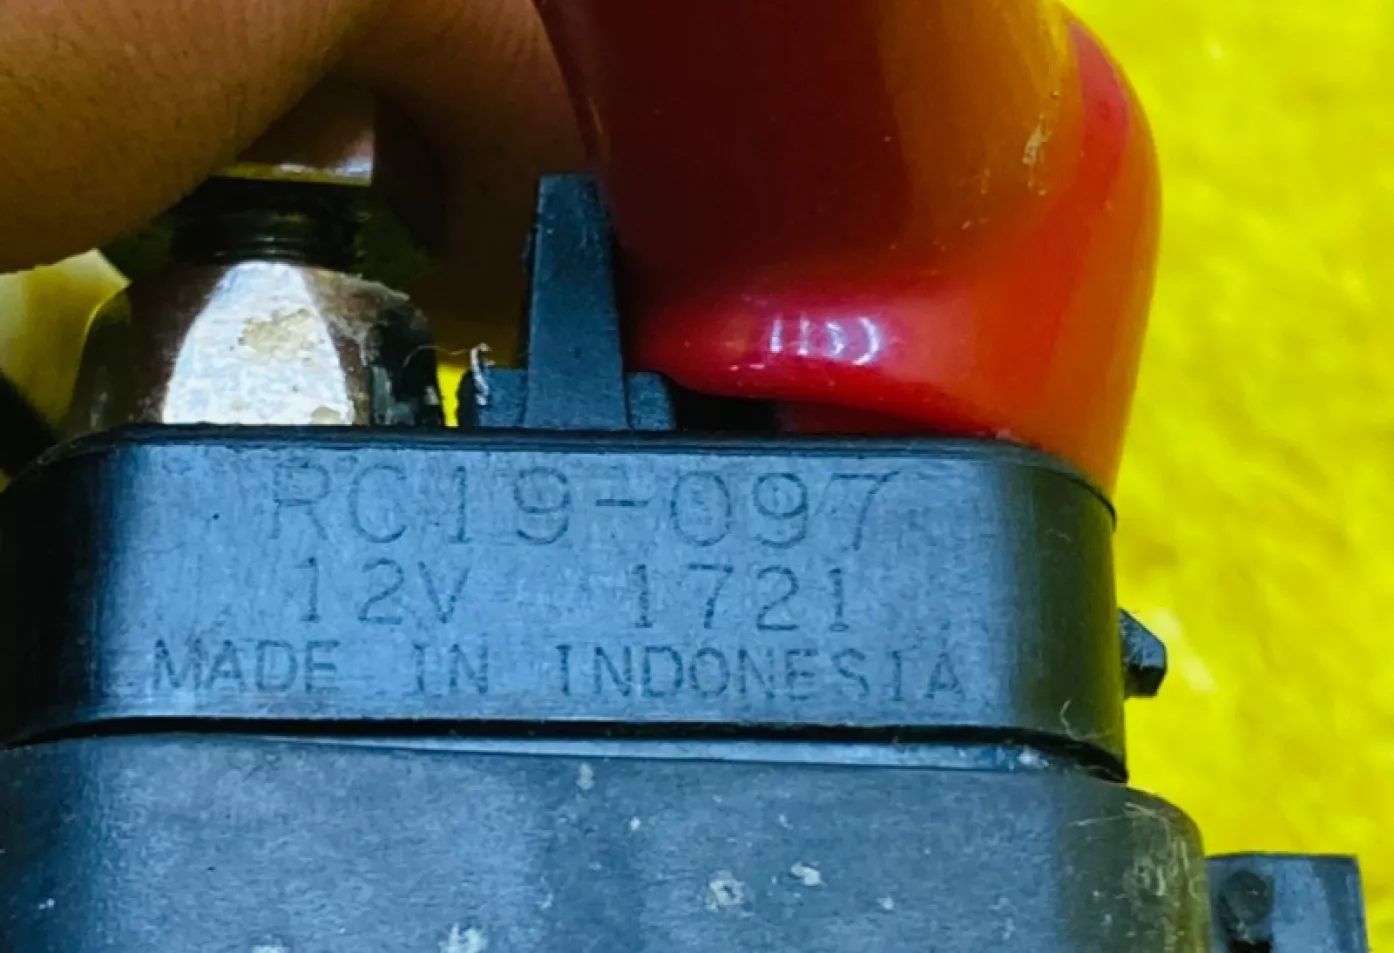 RC19-097
12V 1721
MADE IN INDONESIA